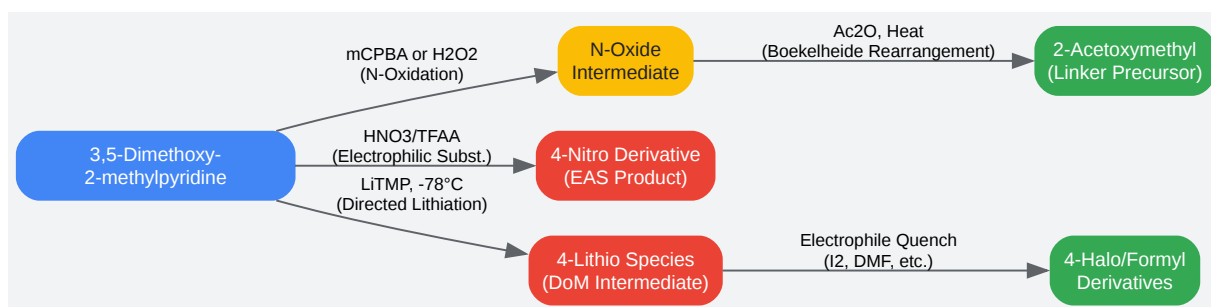 mCPBA or H2O2
(N-Oxidation)
N-Oxide
Intermediate
Ac2O, Heat
(Boekelheide Rearrangement)
2-Acetoxymethyl
(Linker Precursor)
3,5-Dimethoxy-
2-methylpyridine
HNO3/TFAA
(Electrophilic Subst.)
4-Nitro Derivative
(EAS Product)
LiTMP, -78°C
(Directed Lithiation)
4-Lithio Species
(DoM Intermediate)
Electrophile Quench
(I2, DMF, etc.)
4-Halo/Formyl
Derivatives